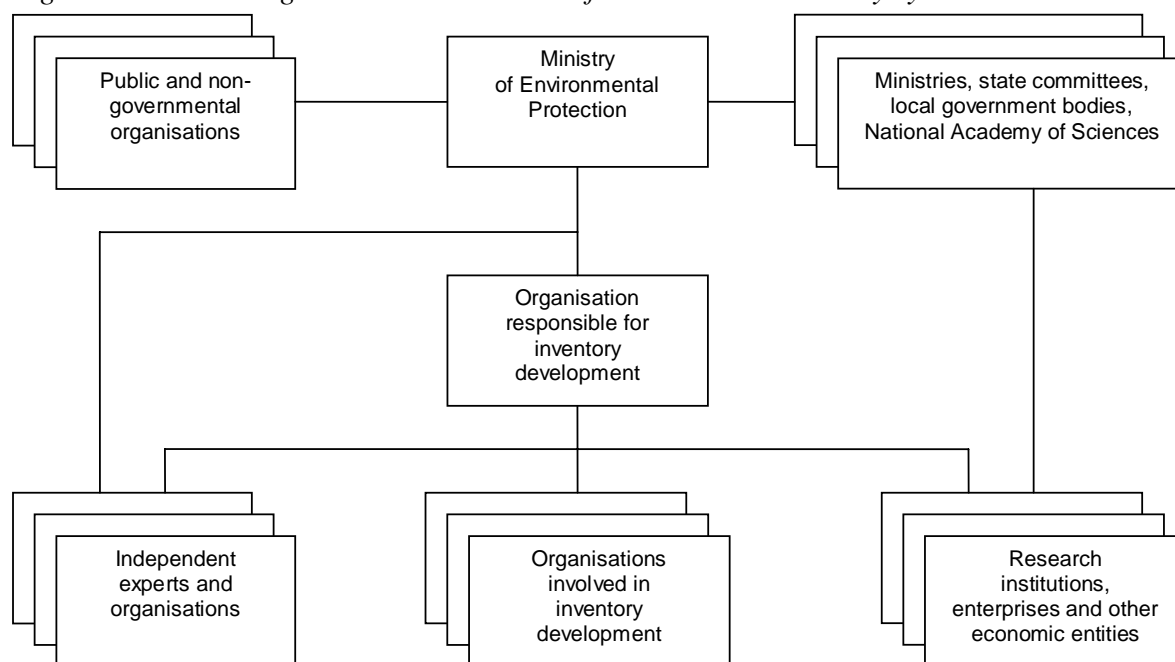 Public and non-
governmental
organisations
Ministry
of Environmental
Protection
Ministries, state committees,
local government bodies,
National Academy of Sciences
Organisation
responsible for
inventory
development
Independent
experts and
organisations
Organisations
involved in
inventory
development
Research
institutions,
enterprises and other
economic entities